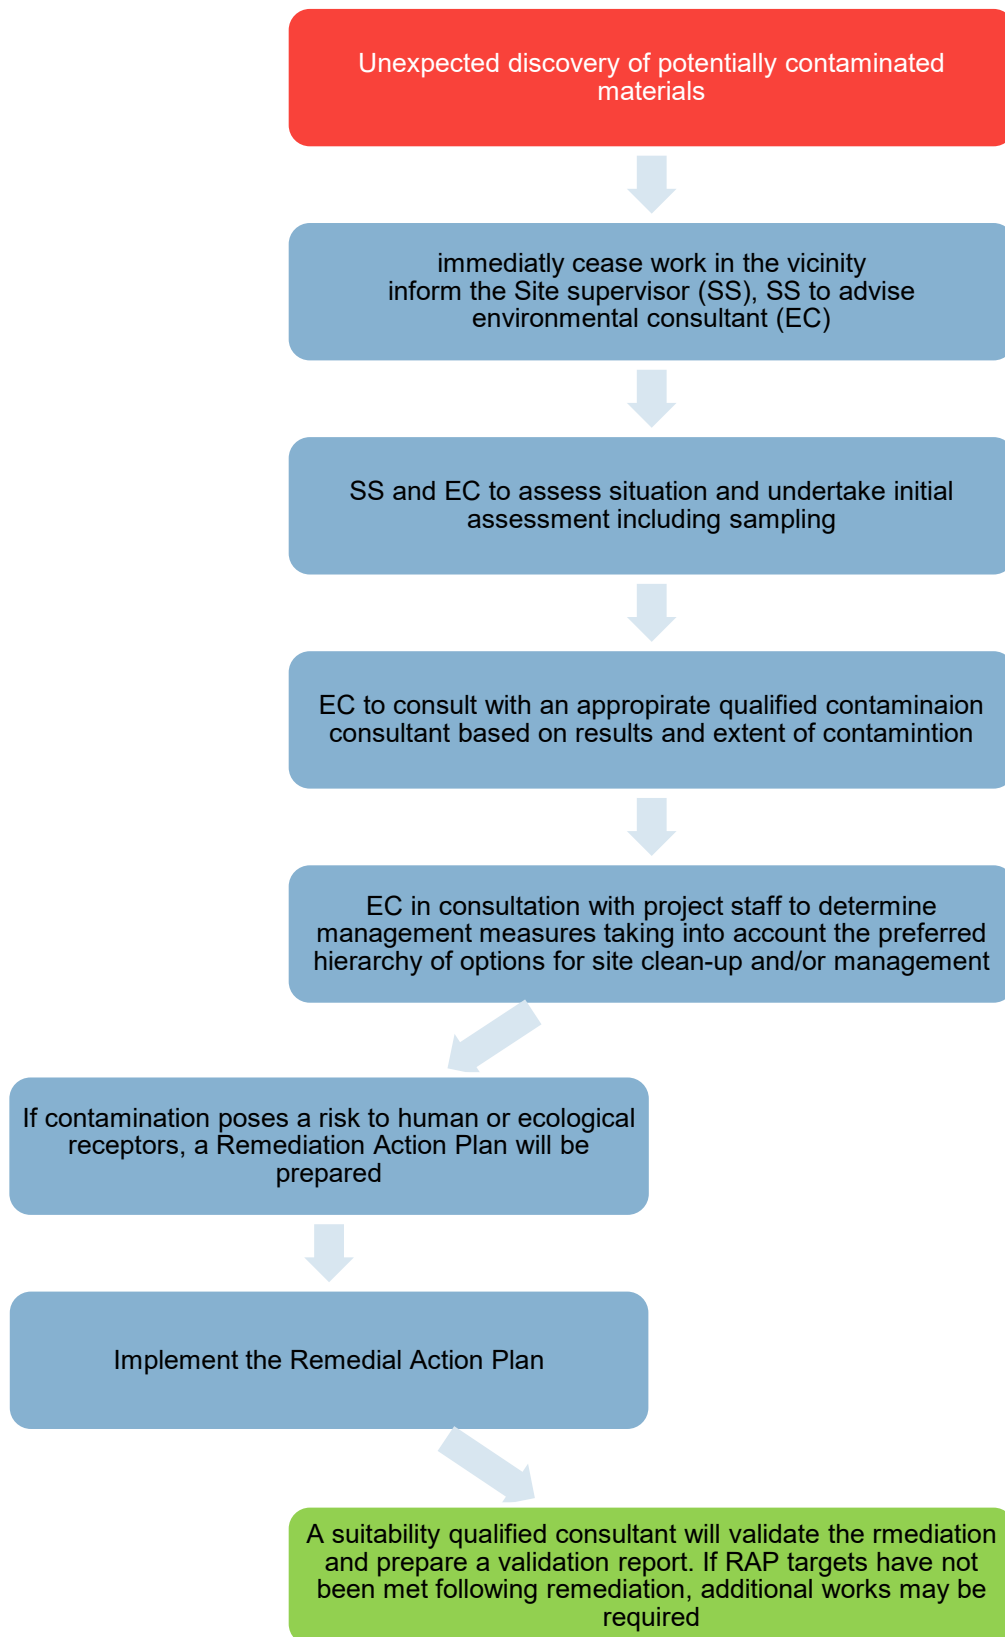 Unexpected discovery of potentially contaminated
materials
immediatly cease work in the vicinity
inform the Site supervisor (SS), SS to advise
environmental consultant (EC)
SS and EC to assess situation and undertake initial
assessment including sampling
EC to consult with an appropirate qualified contaminaion
consultant based on results and extent of contamintion
EC in consultation with project staff to determine
management measures taking into account the preferred
hierarchy of options for site clean-up and/or management
If contamination poses a risk to human or ecological
receptors, a Remediation Action Plan will be
prepared
Implement the Remedial Action Plan
A suitability qualified consultant will validate the rmediation
and prepare a validation report. If RAP targets have not
been met following remediation, additional works may be
required